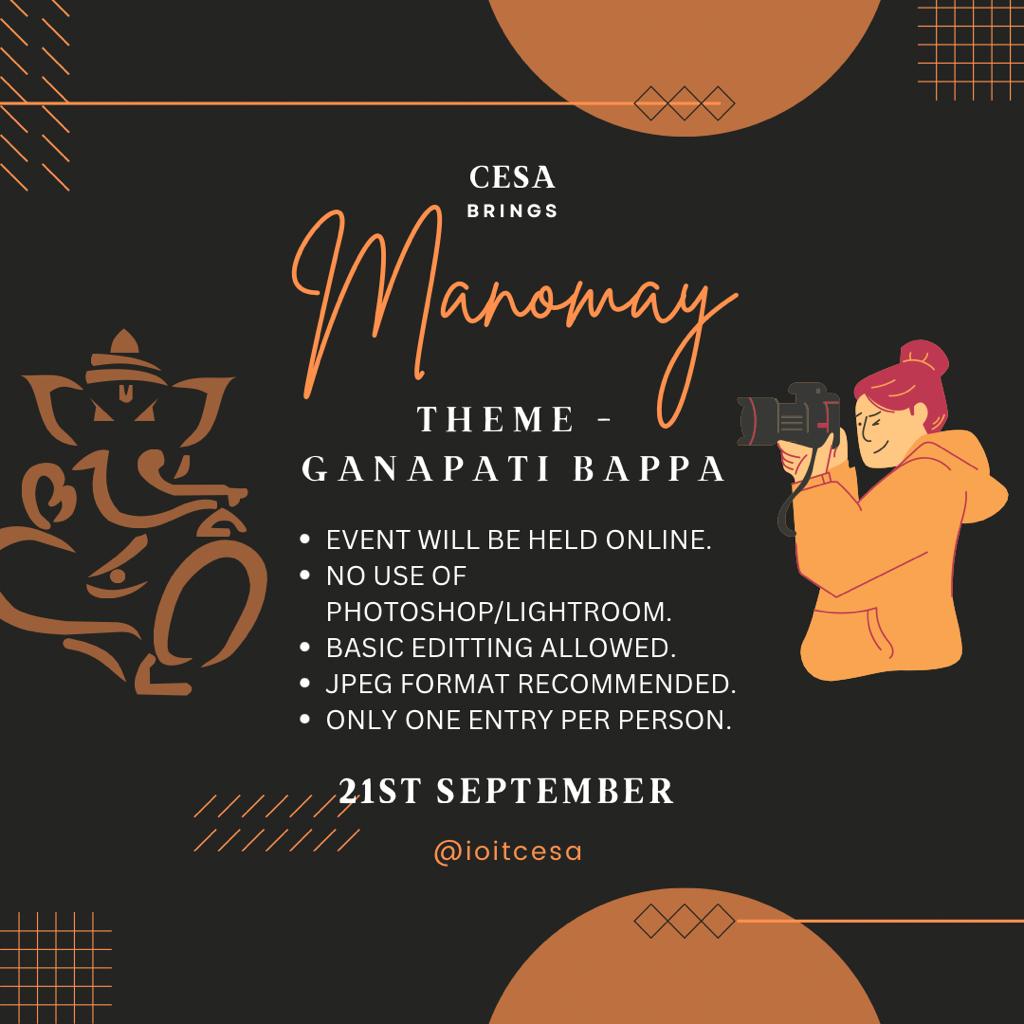 CESA
BRINGS
Manomay
THEME -
GANAPATI BAPPA
• EVENT WILL BE HELD ONLINE.
• NO USE OF
PHOTOSHOP/LIGHTROOM.
• BASIC EDITTING ALLOWED.
• JPEG FORMAT RECOMMENDED.
• ONLY ONE ENTRY PER PERSON.
21ST SEPTEMBER
@ioitcesa